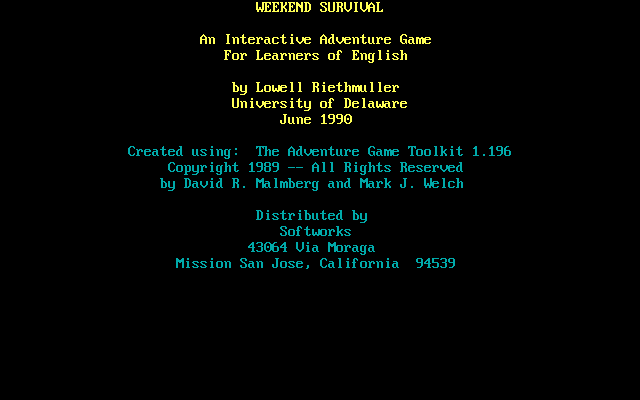 WEEKEND SURVIVAL
An Interactive Adventure Game
For Learners of English
by Lowell Riethmuller
University of Delaware
June 1990
Created using:  The Adventure Game Toolkit 1.196
Copyright 1989 -- All Rights Reserved
by David R. Malmberg and Mark J. Welch
Distributed by
Softworks
43064 Via Moraga
Mission San Jose, California  94539